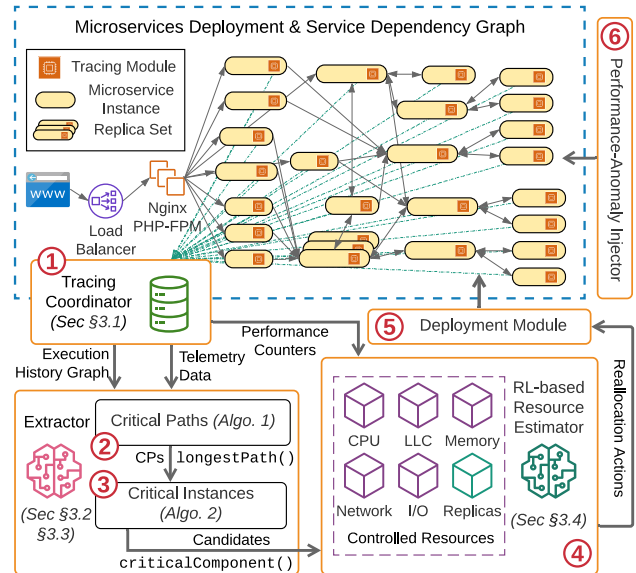 Microservices Deployment & Service Dependency Graph
Tracing Module
Microservice
Instance
Replica Set
WWW
Load
Balancer
Nginx
PHP-FPM
6
Performance-Anomaly Injector
1
Tracing
Coordinator
(Sec §3.1)
Execution
History Graph
Telemetry
Data
Performance
Counters
5
Deployment Module
Reallocation Actions
Extractor
(Sec §3.2
§3.3)
Critical Paths (Algo. 1)
2
CPs longestPath()
3
Critical Instances
(Algo. 2)
Candidates
criticalComponent()
CPU
LLC
Memory
Network
I/O
Replicas
Controlled Resources
RL-based
Resource
Estimator
(Sec §3.4)
4